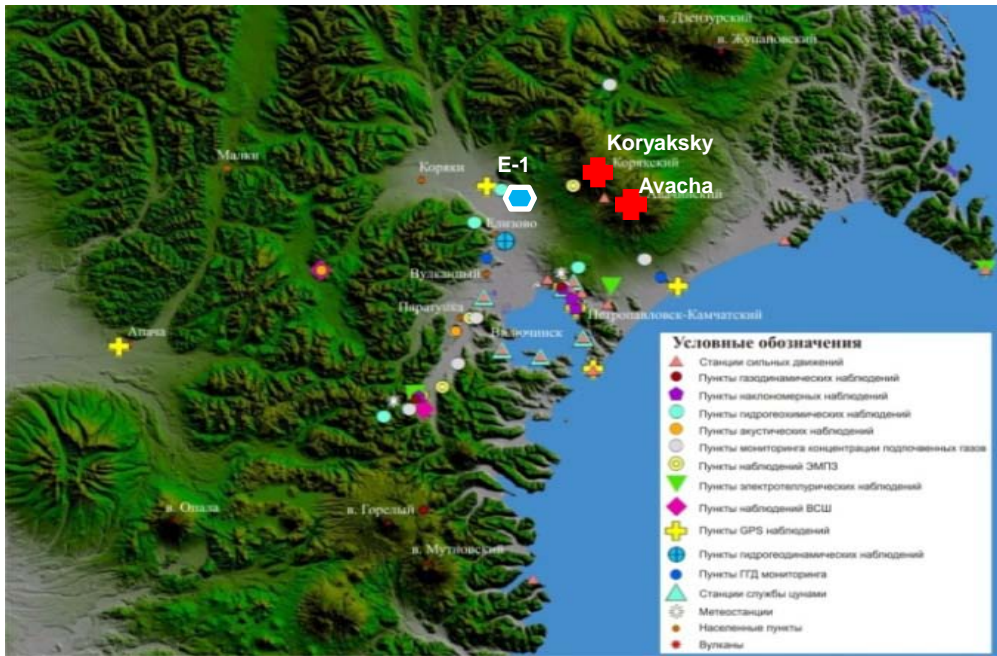 в. Дзензурский
в. Жупановский
Koryaksky
Малки
Коряки
E-1
Корякский
Avacha
Елизово
Вулканный
Паратунка
Петропавловск-Камчатский
Апача
Вилючинск
Условные обозначения
Станции сильных движений
Пункты газодинамических наблюдений
Пункты наклономерных наблюдений
Пункты гидрогеохимических наблюдений
Пункты акустических наблюдений
Пункты мониторинга концентрации подпочвенных газов
Пункты наблюдений ЭМПЗ
Пункты электротеллурических наблюдений
в. Опала
в. Горелый
Пункты наблюдений ВСШ
Пункты GPS наблюдений
в. Мутновский
Пункты гидрогеодинамических наблюдений
Пункты ГГД мониторинга
Станции службы цунами
Метеостанции
Населенные пункты
Вулканы